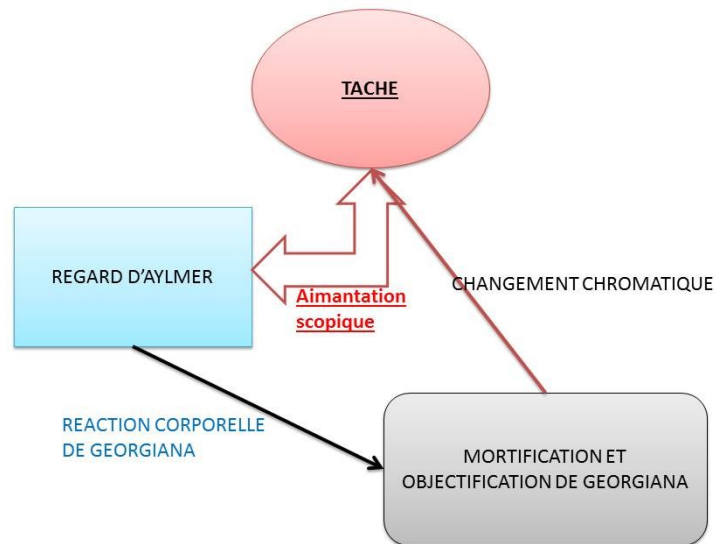 TACHE
REGARD D'AYLMER
Aimantation
scopique
CHANGEMENT CHROMATIQUE
REACTION CORPORELLE
DE GEORGIANA
MORTIFICATION ET
OBJECTIFICATION DE GEORGIANA